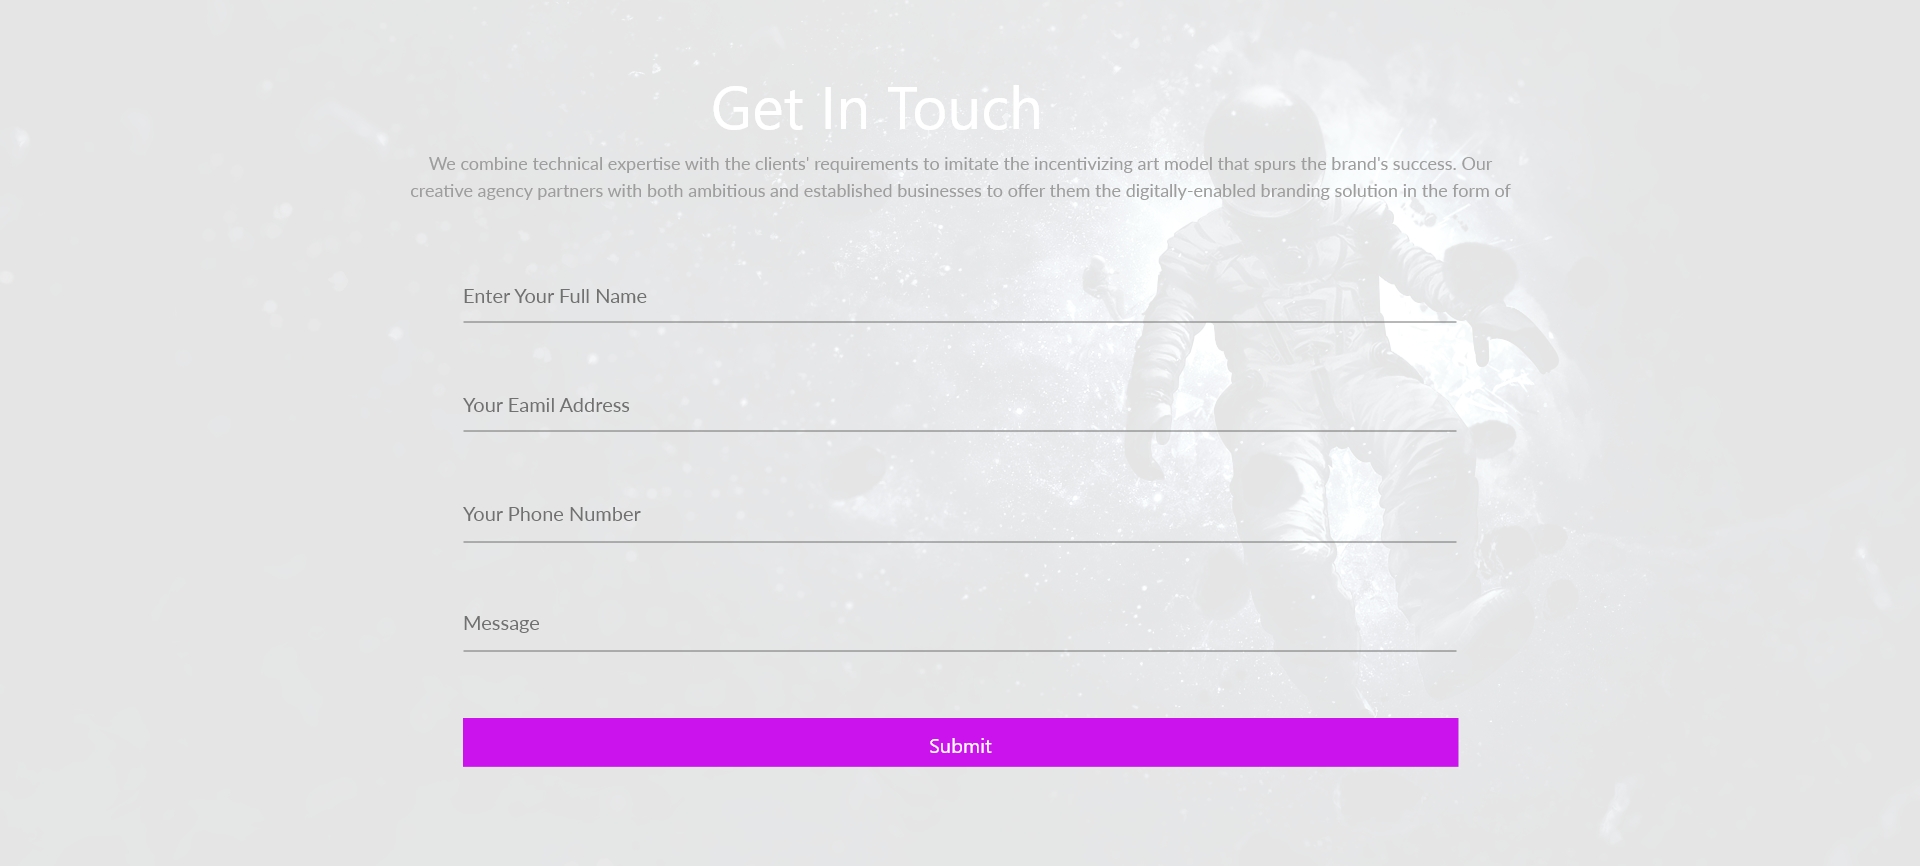 Get In Touch
We combine technical expertise with the clients' requirements to imitate the incentivizing art model that spurs the brand's success. Our
creative agency partners with both ambitious and established businesses to offer them the digitally-enabled branding solution in the form of
Enter Your Full Name
Your Eamil Address
Your Phone Number
Message
Submit